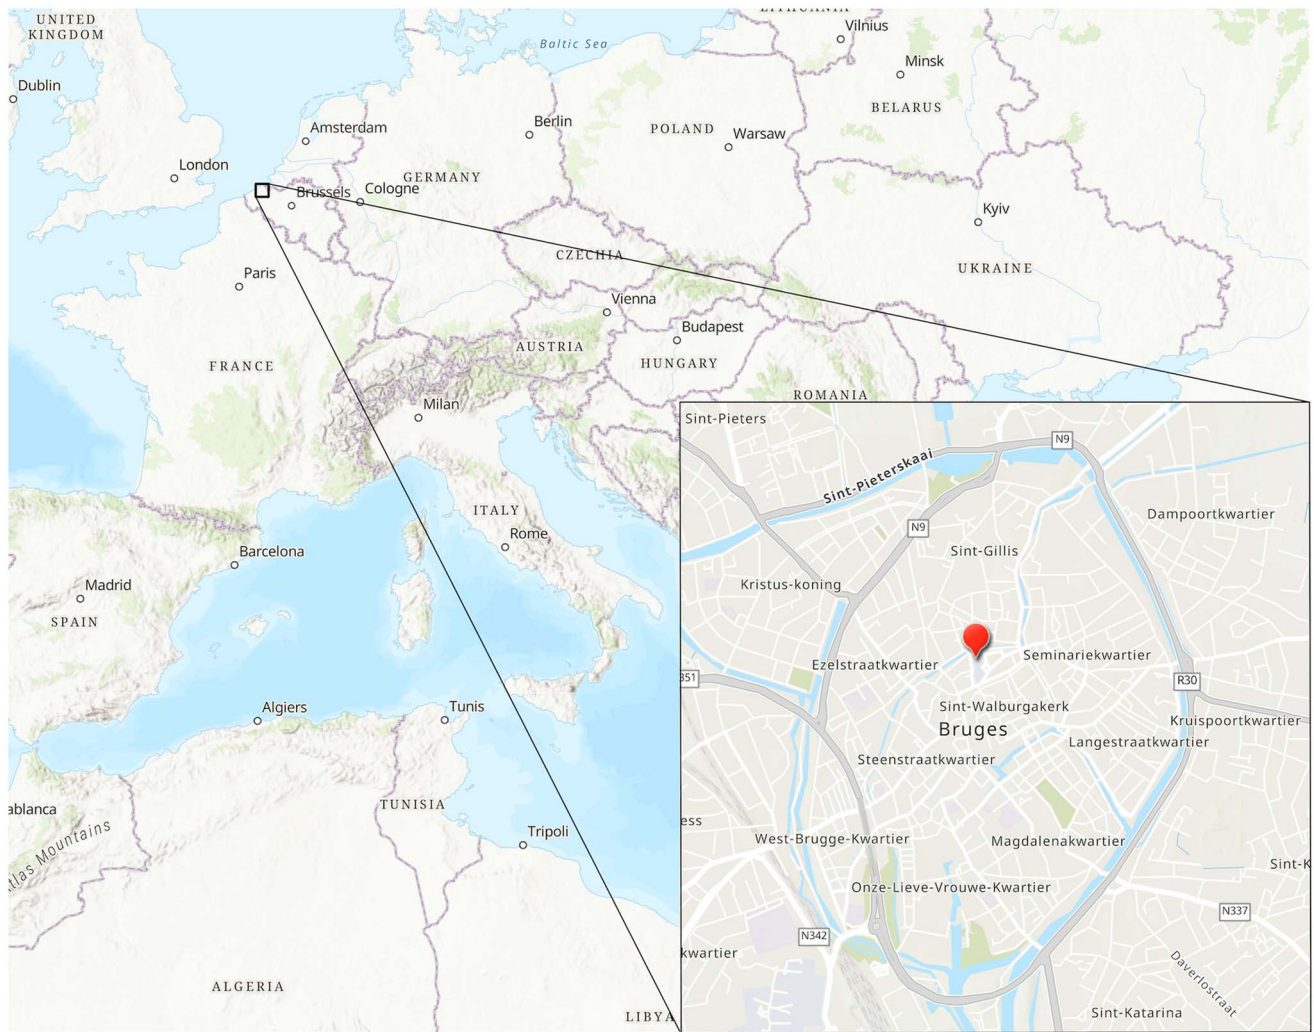 UNITED
KINGDOM
Dublin
London
Amsterdam
Brussels
Cologne
GERMANY
Berlin
Baltic Sea
LITHUANIA
Vilnius
Minsk
BELARUS
POLAND
Warsaw
Kyiv
UKRAINE
CZECHIA
Paris
Vienna
Budapest
AUSTRIA
HUNGARY
FRANCE
ROMANIA
Milan
ITALY
Rome
Barcelona
Madrid
SPAIN
Algiers
Tunis
TUNISIA
Tripoli
ablanca
tlas Mountains
ALGERIA
LIBYA
Sint-Pieters
N9
Sint-Pieterskaai
Dampoortkwartier
N9
Sint-Gillis
Kristus-koning
Seminariekwartier
Ezelstraatkwartier
351
R30
Sint-Walburgakerk
Kruispoortkwartier
Bruges
Langestraatkwartier
Steenstraatkwartier
ess
West-Brugge-Kwartier
Magdalenakwartier
Sint-K
Onze-Lieve-Vrouwe-Kwartier
N337
N342
kwartier
Daverlostraat
Sint-Katarina